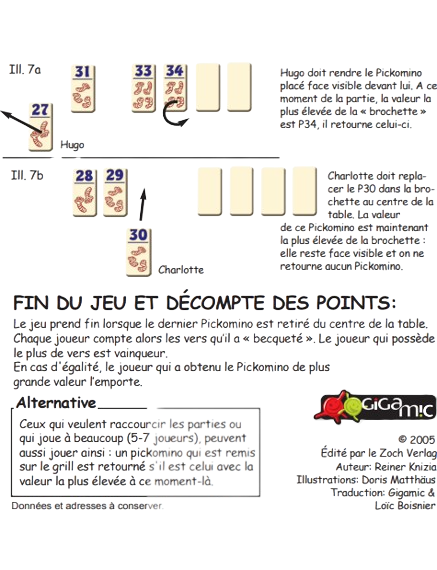 Ill. 7a
31
33
34
27
Hugo
Hugo doit rendre le Pickomino
placé face visible devant lui. A ce
moment de la partie, la valeur la
plus élevée de la « brochette »
est P34, il retourne celui-ci.
Ill. 7b
28
29
30
Charlotte
Charlotte doit repla-
cer le P30 dans la bro-
chette au centre de la
table. La valeur
de ce Pickomino est maintenant
la plus élevée de la brochette :
elle reste face visible et on ne
retourne aucun Pickomino.
FIN DU JEU ET DÉCOMPTE DES POINTS:
Le jeu prend fin lorsque le dernier Pickomino est retiré du centre de la table.
Chaque joueur compte alors les vers qu'il a « becqueté ». Le joueur qui possède
le plus de vers est vainqueur.
En cas d'égalité, le joueur qui a obtenu le Pickomino de plus
grande valeur l'emporte.
Alternative
Ceux qui veulent raccourcir les parties ou
qui joue à beaucoup (5-7 joueurs), peuvent
aussi jouer ainsi : un pickomino qui est remis
sur le grill est retourné s'il est celui avec la
valeur la plus élevée à ce moment-là.
Données et adresses à conserver.
GIGAMIC
© 2005
Édité par le Zoch Verlag
Auteur: Reiner Knizia
Illustrations: Doris Matthäus
Traduction: Gigamic &
Loïc Boisnier